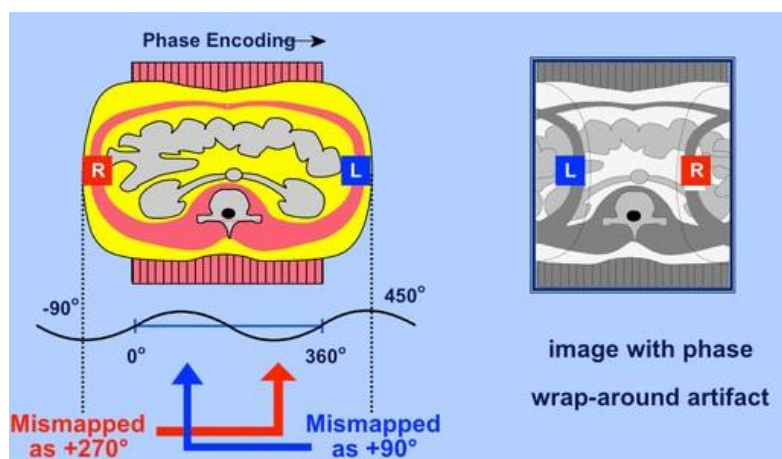 Phase Encoding
R
L
-90°
450°
0°
360°
Mismapped
as +270°
Mismapped
as +90°
L
R
image with phase
wrap-around artifact